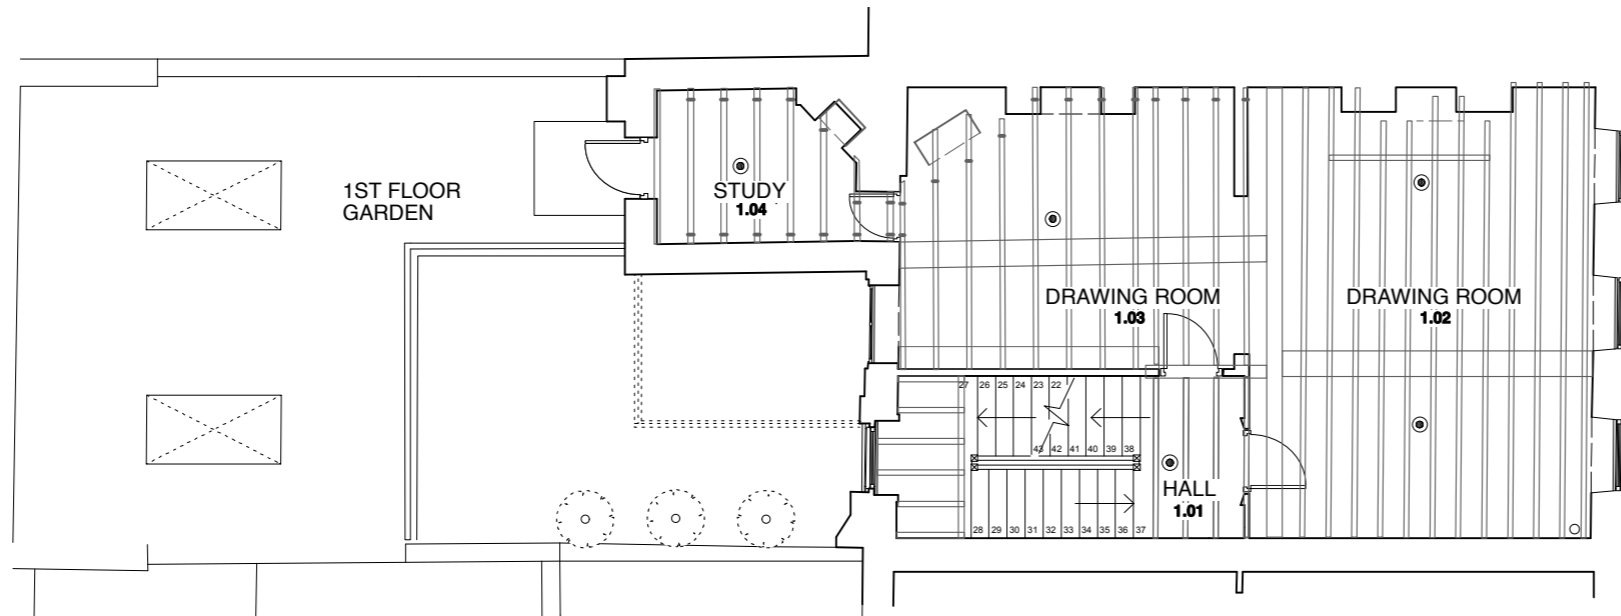 1ST FLOOR
GARDEN
STUDY
1.04
DRAWING ROOM
1.03
DRAWING ROOM
1.02
27 26 25 24 23 22
43 42 41 40 39 38
HALL
1.01
28 29 30 31 32 33 34 35 36 37